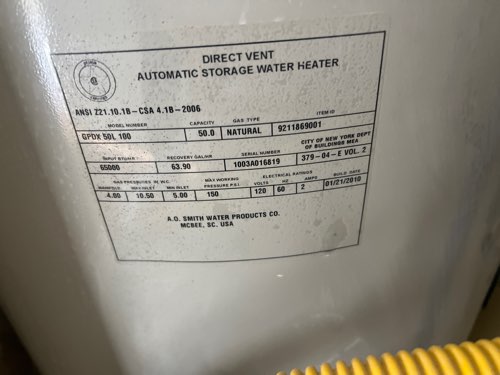 DIRECT VENT
AUTOMATIC STORAGE WATER HEATER
ANSI Z21.10.1B-CSA 4.1B-2006
MODEL NUMBER CAPACITY GAS TYPE ITEM ID
GPDX 50L 100 50.0 NATURAL 9211869001
INPUT BTU/HR RECOVERY GAL/HR SERIAL NUMBER CITY OF NEW YORK DEPT OF BUILDINGS MEA
65000 63.90 1003A016819 379-04-E VOL. 2
GAS PRESSURES IN W.C. MAX WORKING ELECTRICAL RATINGS BUILD DATE
MANIFOLD MAX INLET MIN INLET PRESSURE P.S.I. VOLTS HZ AMPS
4.00 10.50 5.00 150 120 60 2 01/21/2010
A.O. SMITH WATER PRODUCTS CO.
MCBEE, SC. USA